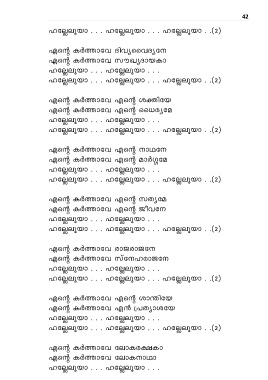 42
ഹല്ലേലൂയാ . . . ഹല്ലേലൂയാ . . . ഹല്ലേലൂയാ . .(2)
എന്റെ കർത്താവേ ദിവ്യവൈദ്യനേ
എന്റെ കർത്താവേ സൗഖ്യദായകാ
ഹല്ലേലൂയാ . . . ഹല്ലേലൂയാ . . .
ഹല്ലേലൂയാ . . . ഹല്ലേലൂയാ . . . ഹല്ലേലൂയാ . .(2)
എന്റെ കർത്താവേ എന്റെ ശക്തിയേ
എന്റെ കർത്താവേ എന്റെ ധൈര്യമേ
ഹല്ലേലൂയാ . . . ഹല്ലേലൂയാ . . .
ഹല്ലേലൂയാ . . . ഹല്ലേലൂയാ . . . ഹല്ലേലൂയാ . .(2)
എന്റെ കർത്താവേ എന്റെ നാഥനേ
എന്റെ കർത്താവേ എന്റെ മാർഗ്ഗമേ
ഹല്ലേലൂയാ . . . ഹല്ലേലൂയാ . . .
ഹല്ലേലൂയാ . . . ഹല്ലേലൂയാ . . . ഹല്ലേലൂയാ . .(2)
എന്റെ കർത്താവേ എന്റെ സത്യമേ
എന്റെ കർത്താവേ എന്റെ ജീവനേ
ഹല്ലേലൂയാ . . . ഹല്ലേലൂയാ . . .
ഹല്ലേലൂയാ . . . ഹല്ലേലൂയാ . . . ഹല്ലേലൂയാ . .(2)
എന്റെ കർത്താവേ രാജരാജനേ
എന്റെ കർത്താവേ സ്നേഹരാജനേ
ഹല്ലേലൂയാ . . . ഹല്ലേലൂയാ . . .
ഹല്ലേലൂയാ . . . ഹല്ലേലൂയാ . . . ഹല്ലേലൂയാ . .(2)
എന്റെ കർത്താവേ എന്റെ ശാന്തിയേ
എന്റെ കർത്താവേ എൻ പ്രത്യാശയേ
ഹല്ലേലൂയാ . . . ഹല്ലേലൂയാ . . .
ഹല്ലേലൂയാ . . . ഹല്ലേലൂയാ . . . ഹല്ലേലൂയാ . .(2)
എന്റെ കർത്താവേ ലോകരക്ഷകാ
എന്റെ കർത്താവേ ലോകനാഥാ
ഹല്ലേലൂയാ . . . ഹല്ലേലൂയാ . . .